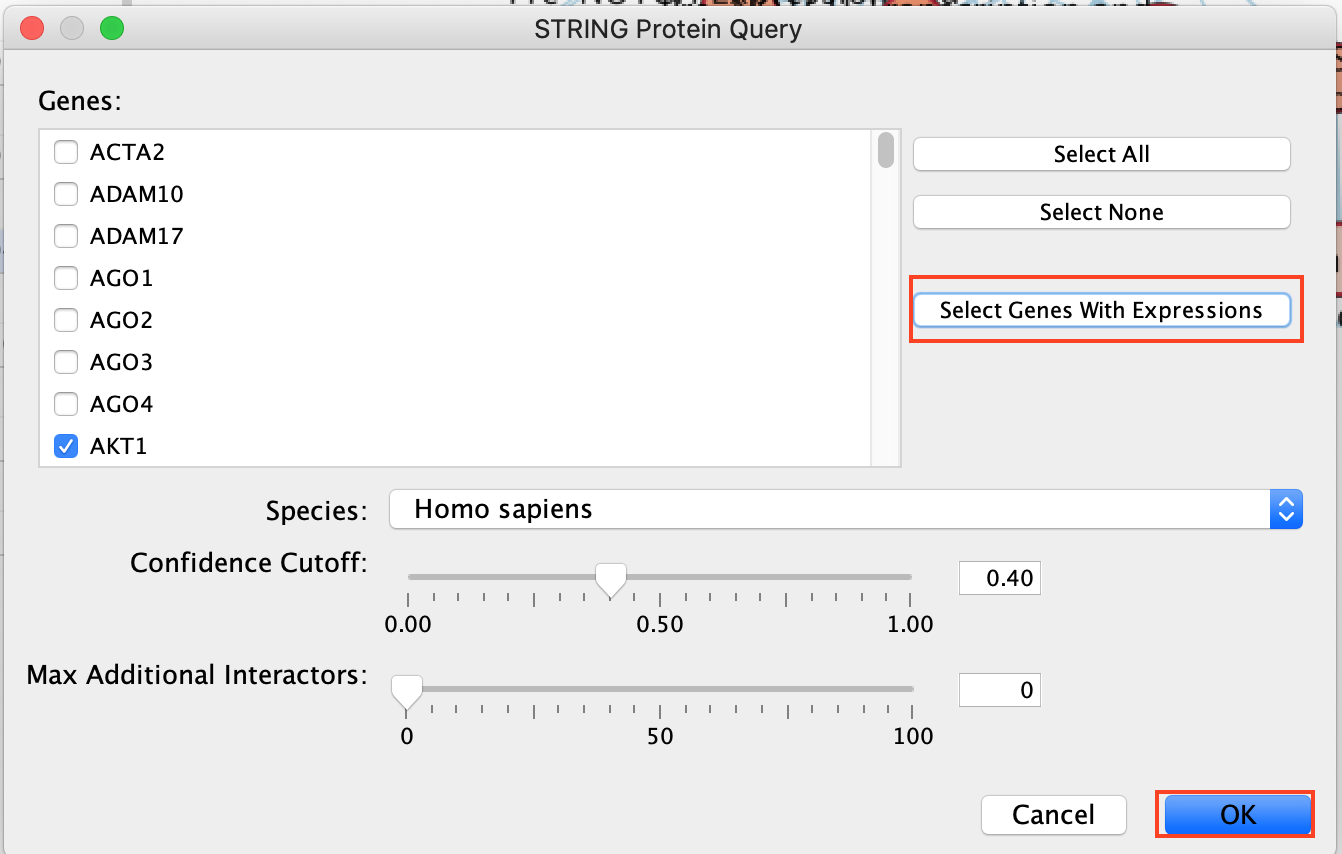 STRING Protein Query
Genes:
ACTA2
ADAM10
ADAM17
AGO1
AGO2
AGO3
AGO4
AKT1
Select All
Select None
Select Genes With Expressions
Species:
Homo sapiens
Confidence Cutoff:
0.40
0.00 0.50 1.00
Max Additional Interactors:
0
0 50 100
Cancel
OK